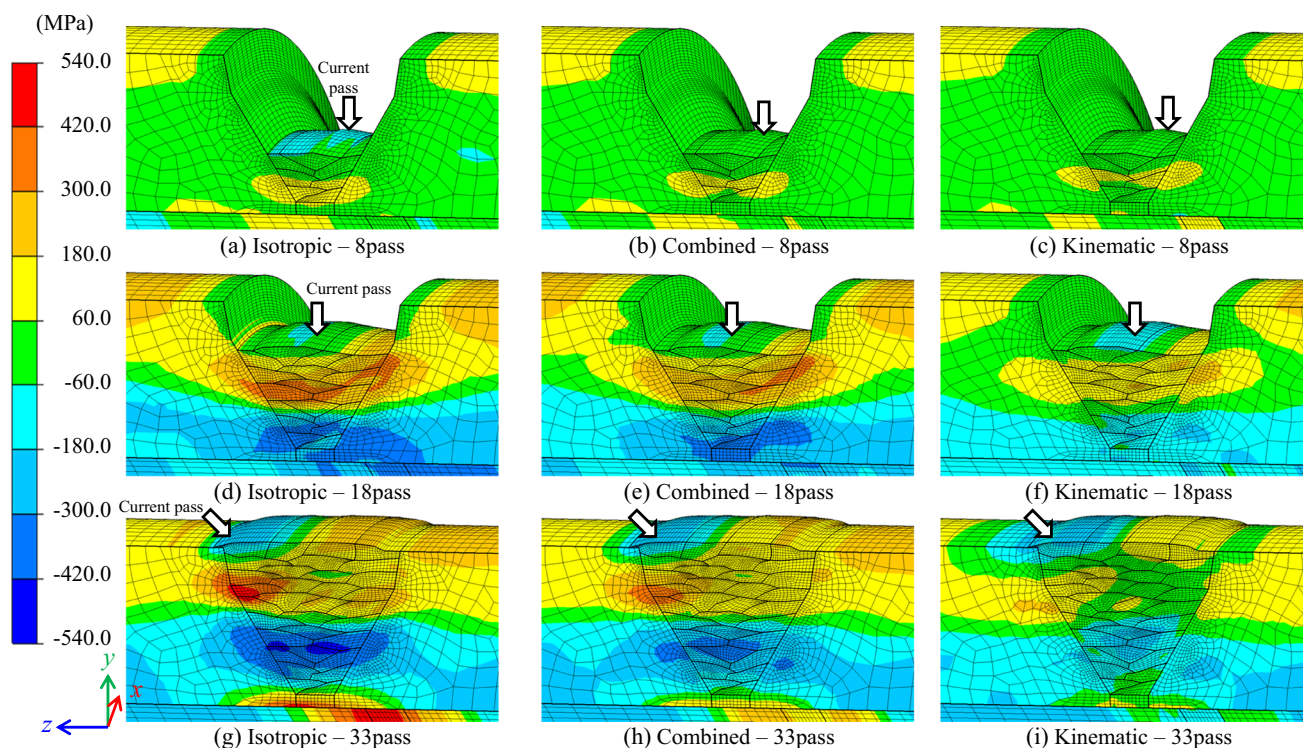 (MPa)
540.0
420.0
300.0
180.0
60.0
-60.0
-180.0
-300.0
-420.0
-540.0
y
x
z
Current
pass
(a) Isotropic – 8pass
(b) Combined – 8pass
(c) Kinematic – 8pass
Current pass
(d) Isotropic – 18pass
(e) Combined – 18pass
(f) Kinematic – 18pass
Current pass
(g) Isotropic – 33pass
(h) Combined – 33pass
(i) Kinematic – 33pass